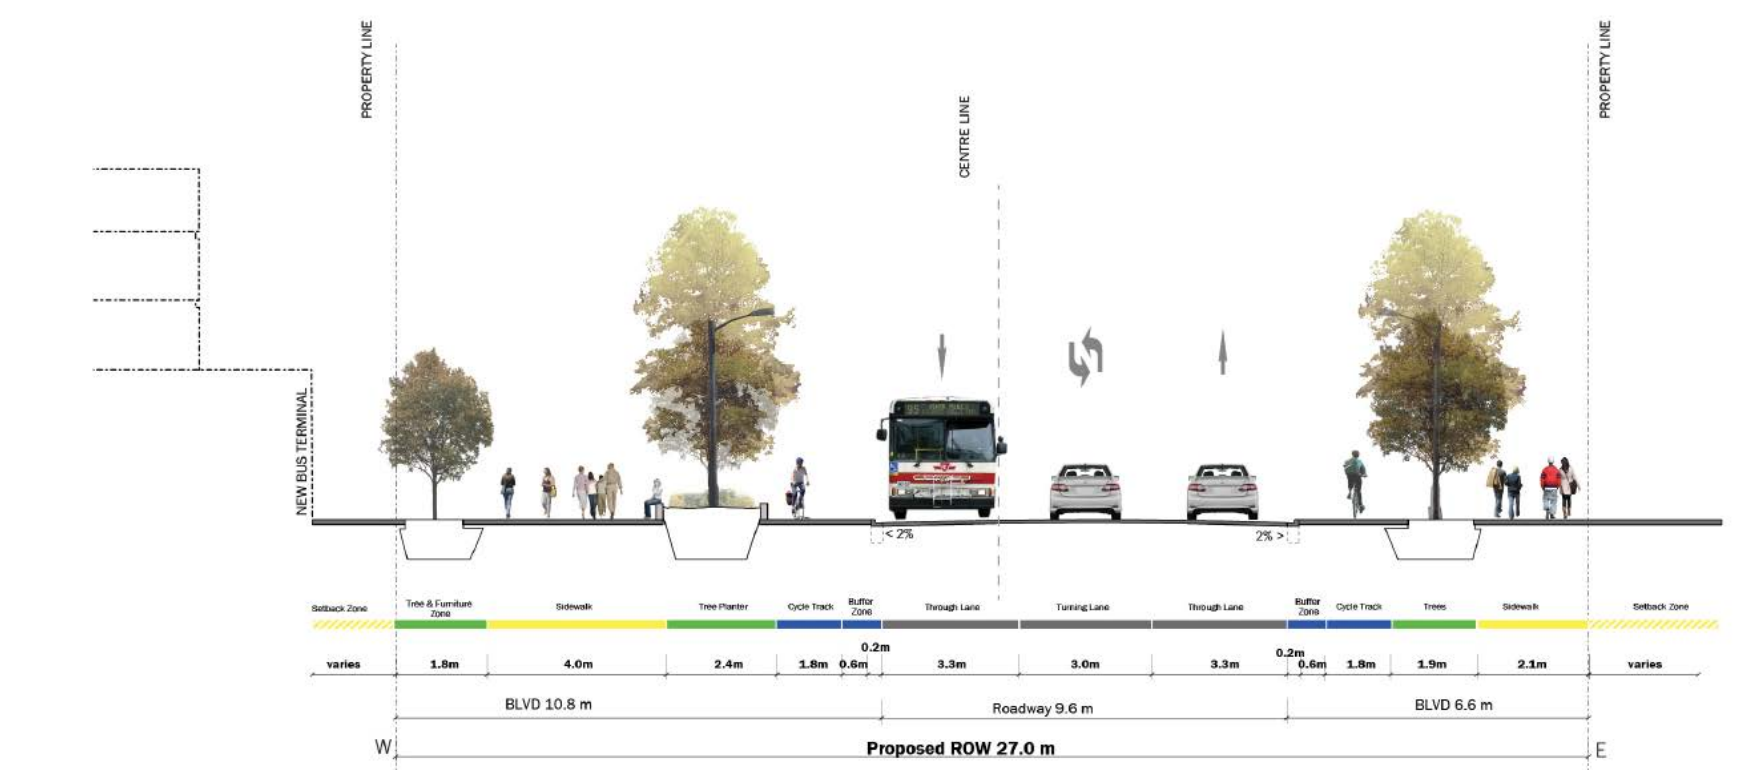 PROPERTY LINE
PROPERTY LINE
CENTRE LINE
NEW BUS TERMINAL
95
< 2%
2% >
Setback Zone
Tree & Furniture
Zone
Sidewalk
Tree Planter
Cycle Track
Buffer
Zone
Through Lane
Turning Lane
Through Lane
Buffer
Zone
Cycle Track
Trees
Sidewalk
Setback Zone
0.2m
0.2m
varies
1.8m
4.0m
2.4m
1.8m
0.6m
3.3m
3.0m
3.3m
0.6m
1.8m
1.9m
2.1m
varies
BLVD 10.8 m
Roadway 9.6 m
BLVD 6.6 m
W
Proposed ROW 27.0 m
E